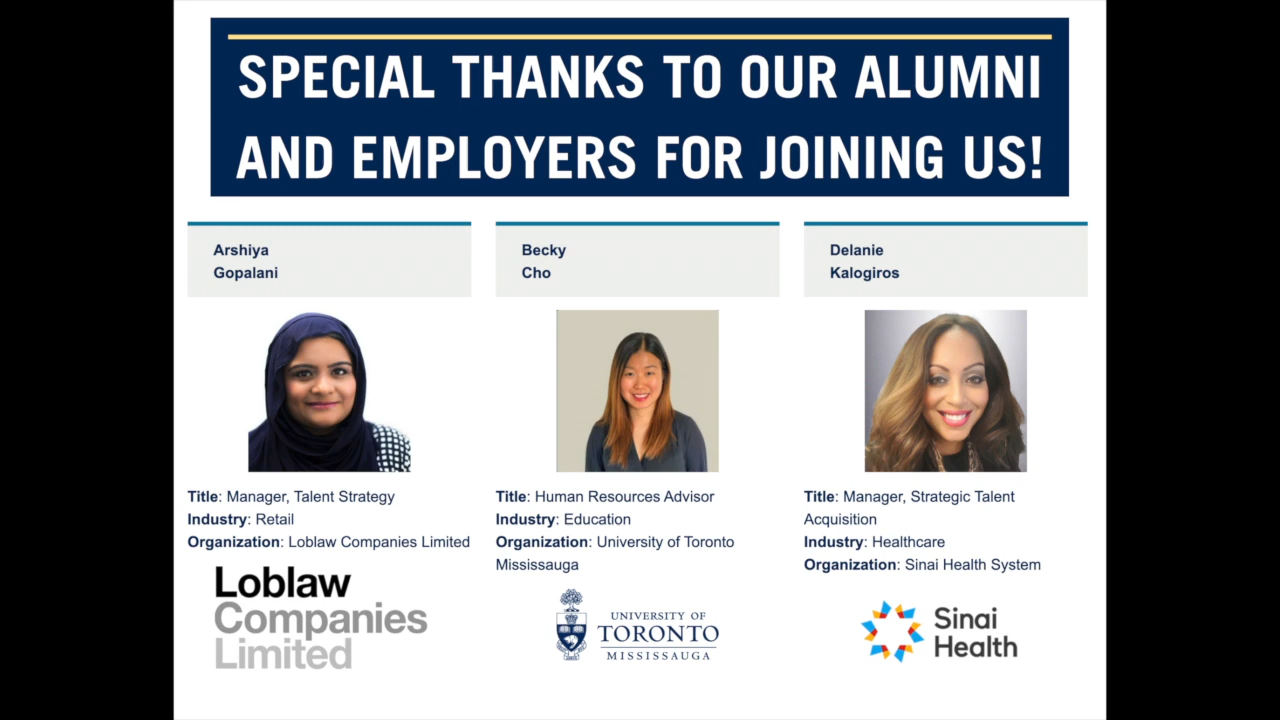 SPECIAL THANKS TO OUR ALUMNI
AND EMPLOYERS FOR JOINING US!
Arshiya
Gopalani
Title: Manager, Talent Strategy
Industry: Retail
Organization: Loblaw Companies Limited
Loblaw
Companies
Limited
Becky
Cho
Title: Human Resources Advisor
Industry: Education
Organization: University of Toronto
Mississauga
UNIVERSITY OF
TORONTO
MISSISSAUGA
Delanie
Kalogiros
Title: Manager, Strategic Talent
Acquisition
Industry: Healthcare
Organization: Sinai Health System
Sinai
Health